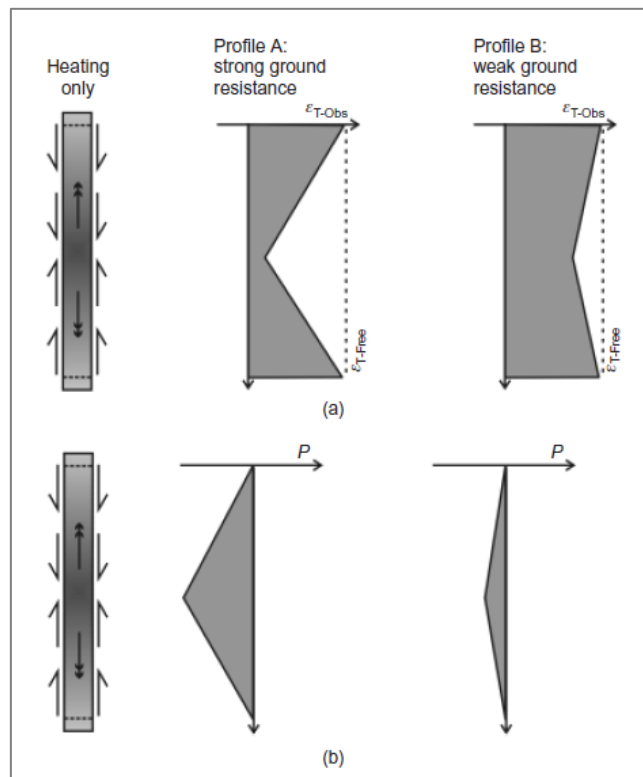 Heating
only
Profile A:
strong ground
resistance
Profile B:
weak ground
resistance
εT-Obs
εT-Obs
εT-Free
εT-Free
(a)
P
P
(b)